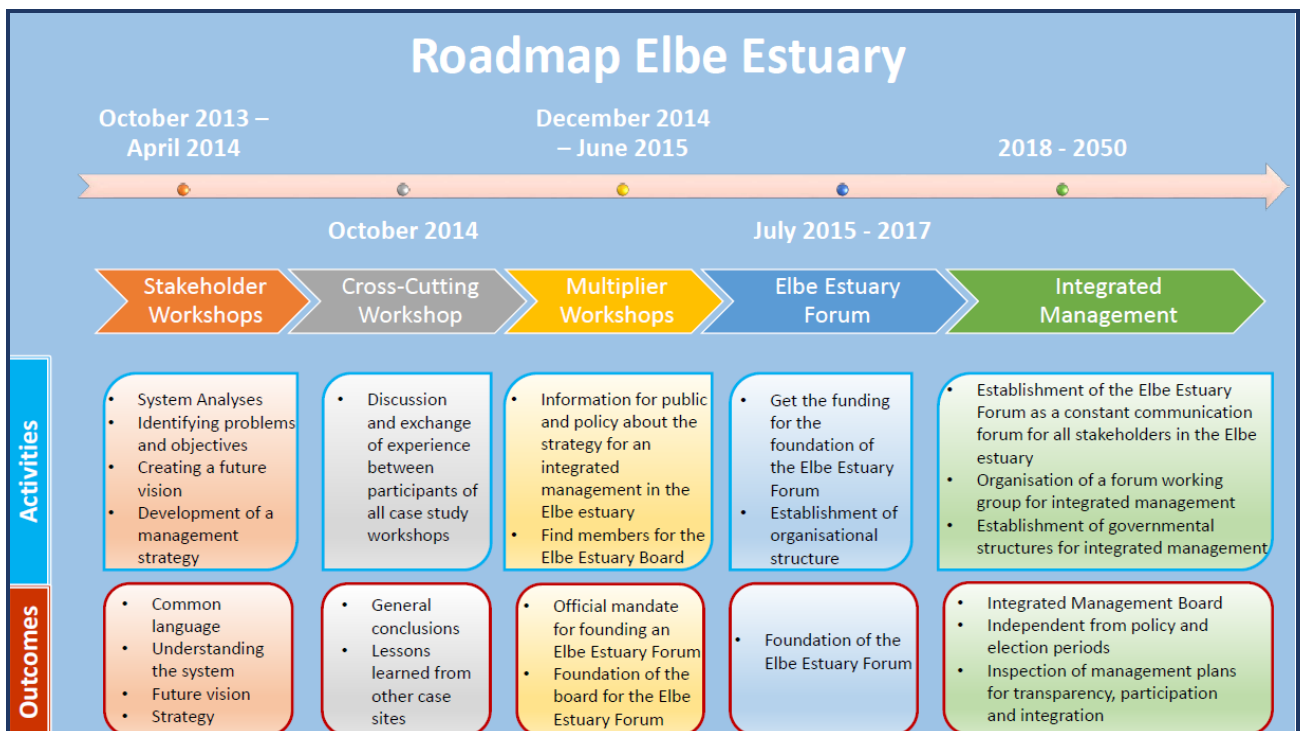 Roadmap Elbe Estuary
October 2013 –
April 2014
December 2014
– June 2015
2018 - 2050
October 2014
July 2015 - 2017
Stakeholder
Workshops
Cross-Cutting
Workshop
Multiplier
Workshops
Elbe Estuary
Forum
Integrated
Management
Activities
• System Analyses
• Identifying problems
and objectives
• Creating a future
vision
• Development of a
management
strategy
• Discussion
and exchange
of experience
between
participants of
all case study
workshops
• Information for public
and policy about the
strategy for an
integrated
management in the
Elbe estuary
• Find members for the
Elbe Estuary Board
• Get the funding
for the
foundation of
the Elbe Estuary
Forum
• Establishment of
organisational
structure
• Establishment of the Elbe Estuary
Forum as a constant communication
forum for all stakeholders in the Elbe
estuary
• Organisation of a forum working
group for integrated management
• Establishment of governmental
structures for integrated management
Outcomes
• Common
language
• Understanding
the system
• Future vision
• Strategy
• General
conclusions
• Lessons
learned from
other case
sites
• Official mandate
for founding an
Elbe Estuary Forum
• Foundation of the
board for the Elbe
Estuary Forum
• Foundation of the
Elbe Estuary Forum
• Integrated Management Board
• Independent from policy and
election periods
• Inspection of management plans
for transparency, participation
and integration